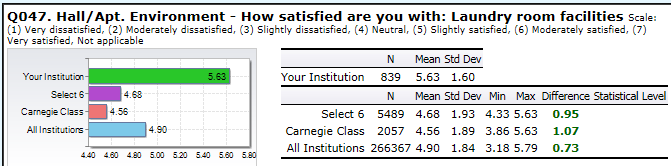 Q047. Hall/Apt. Environment - How satisfied are you with: Laundry room facilities Scale:
(1) Very dissatisfied, (2) Moderately dissatisfied, (3) Slightly dissatisfied, (4) Neutral, (5) Slightly satisfied, (6) Moderately satisfied, (7)
Very satisfied, Not applicable
Your Institution 5.63
Select 6 4.68
Carnegie Class 4.56
All Institutions 4.90
4.40 4.60 4.80 5.00 5.20 5.40 5.60 5.80
N Mean Std Dev
Your Institution 839 5.63 1.60
N Mean Std Dev Min Max Difference Statistical Level
Select 6 5489 4.68 1.93 4.33 5.63 0.95
Carnegie Class 2057 4.56 1.89 3.86 5.63 1.07
All Institutions 266367 4.90 1.84 3.18 5.79 0.73